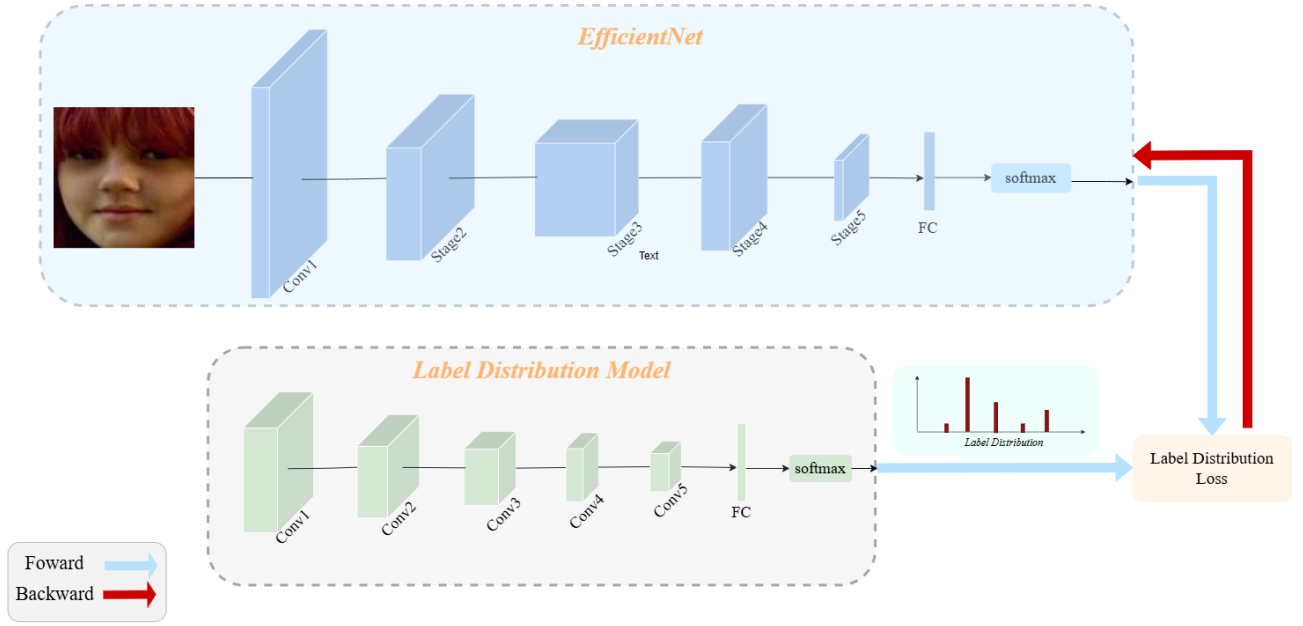 EfficientNet
Conv1
Stage2
Stage3
Text
Stage4
Stage5
FC
softmax
Label Distribution Model
Conv1
Conv2
Conv3
Conv4
Conv5
FC
softmax
Label Distribution
Label Distribution
Loss
Foward
Backward